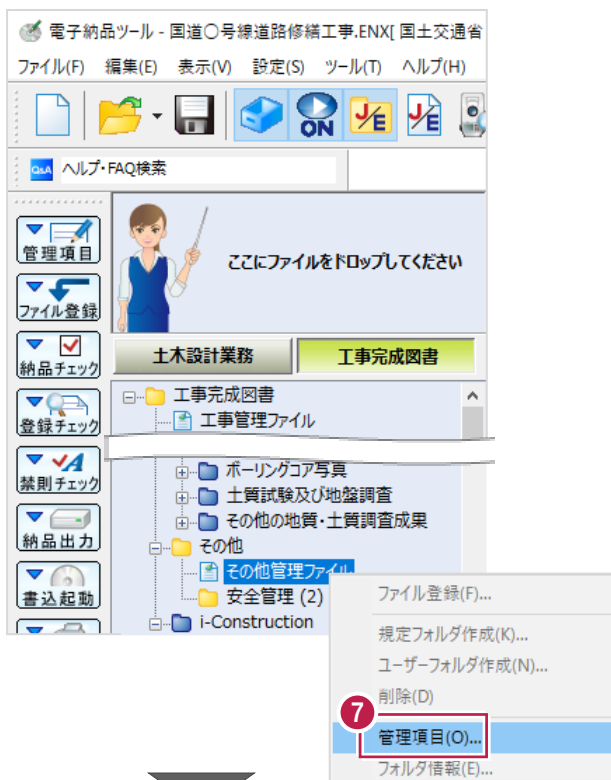 電子納品ツール - 国道〇号線道路修繕工事.ENX[ 国土交通省
ファイル(F) 編集(E) 表示(V) 設定(S) ツール(T) ヘルプ(H)
ON
J/E
J/E
Q&A ヘルプ・FAQ検索
管理項目
ファイル登録
納品チェック
登録チェック
禁則チェック
納品出力
書込起動
ここにファイルをドロップしてください
土木設計業務 工事完成図書
工事完成図書
工事管理ファイル
ボーリングコア写真
土質試験及び地盤調査
その他の地質・土質調査成果
その他
その他管理ファイル
安全管理 (2)
i-Construction
ファイル登録(F)...
規定フォルダ作成(K)...
ユーザーフォルダ作成(N)...
削除(D)
7
管理項目(O)...
フォルダ情報(E)...